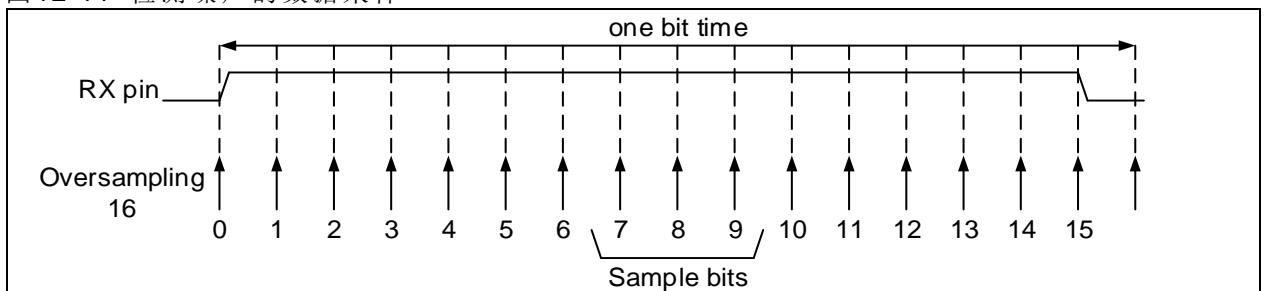 one bit time
RX pin
Oversampling
16
0 1 2 3 4 5 6 7 8 9 10 11 12 13 14 15
Sample bits